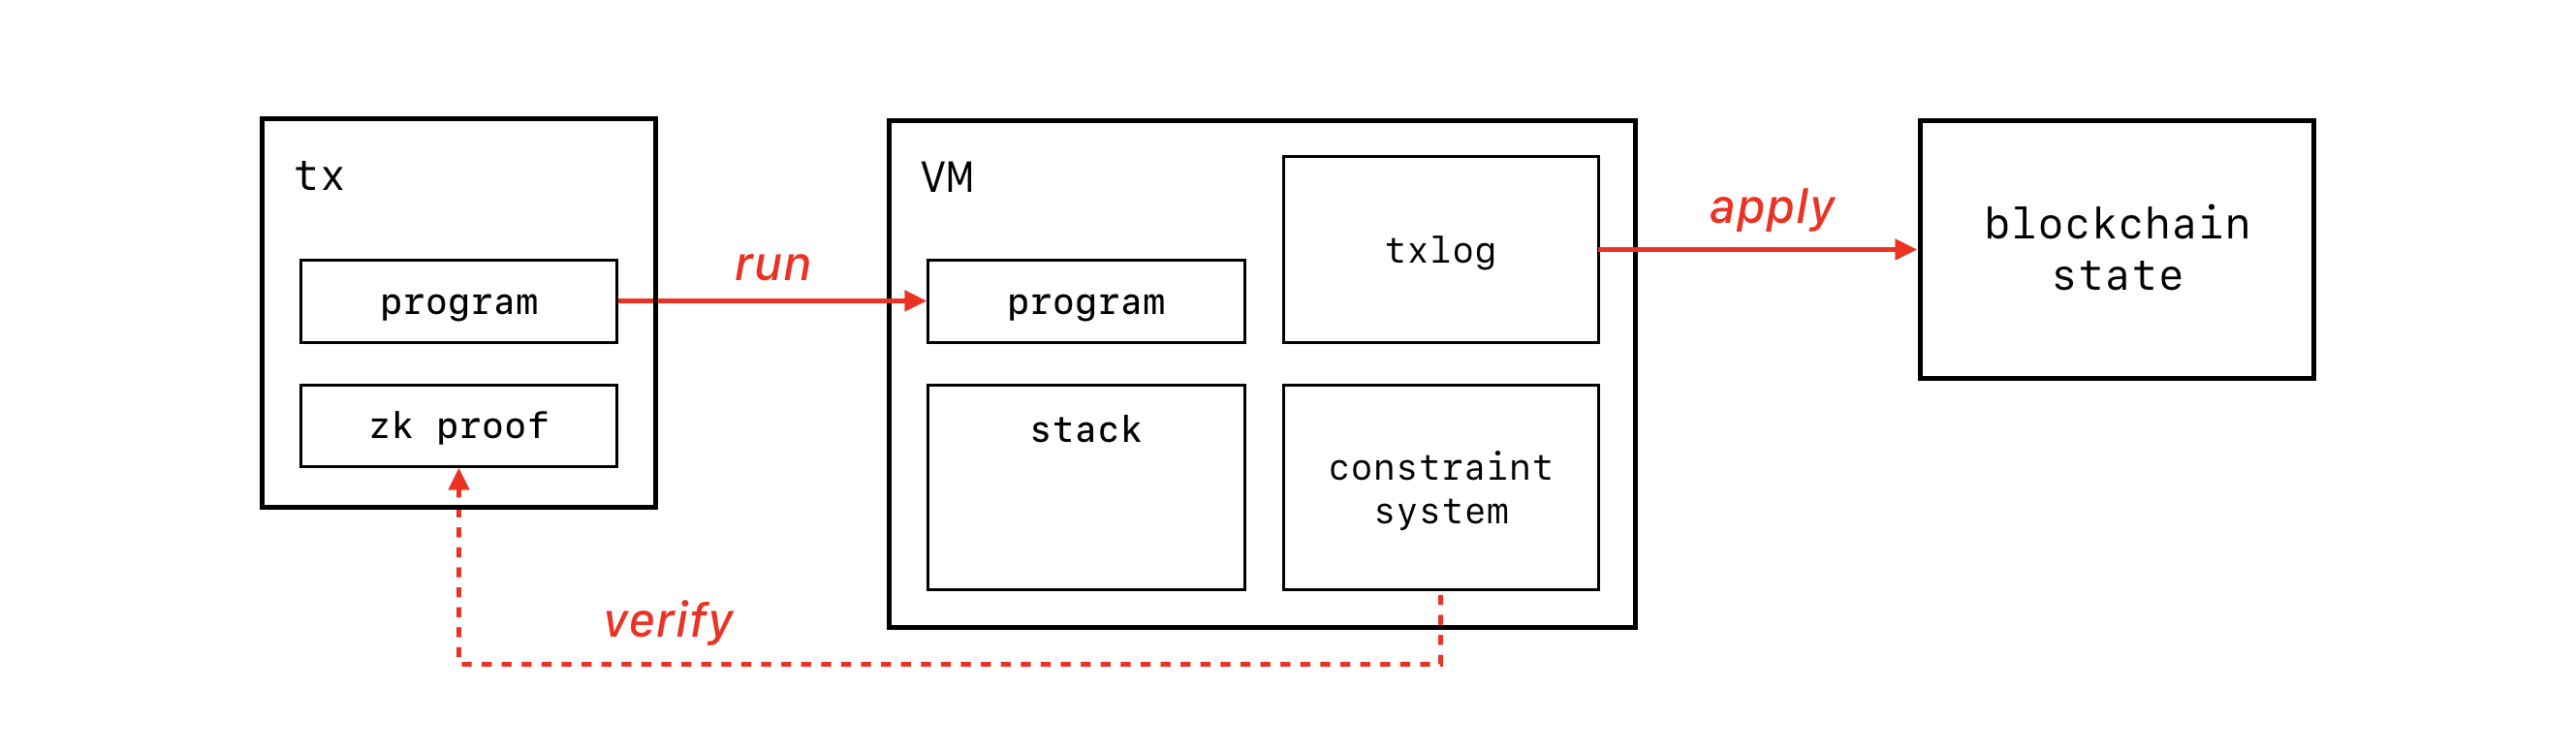 tx
program
zk proof
run
verify
VM
program
stack
txlog
constraint
system
apply
blockchain
state